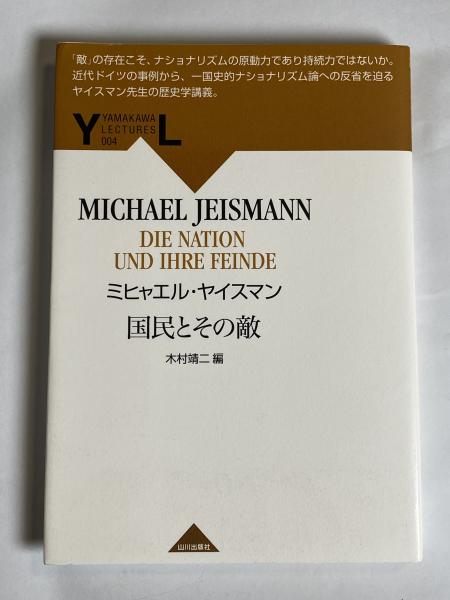 「敵」の存在こそ、ナショナリズムの原動力であり持続力ではないか。
近代ドイツの事例から、一国史的ナショナリズム論への反省を迫る
ヤイスマン先生の歴史学講義。
YAMAKAWA
Y LECTURES L
004
MICHAEL JEISMANN
DIE NATION
UND IHRE FEINDE
ミヒャエル・ヤイスマン
国民とその敵
木村靖二 編
山川出版社